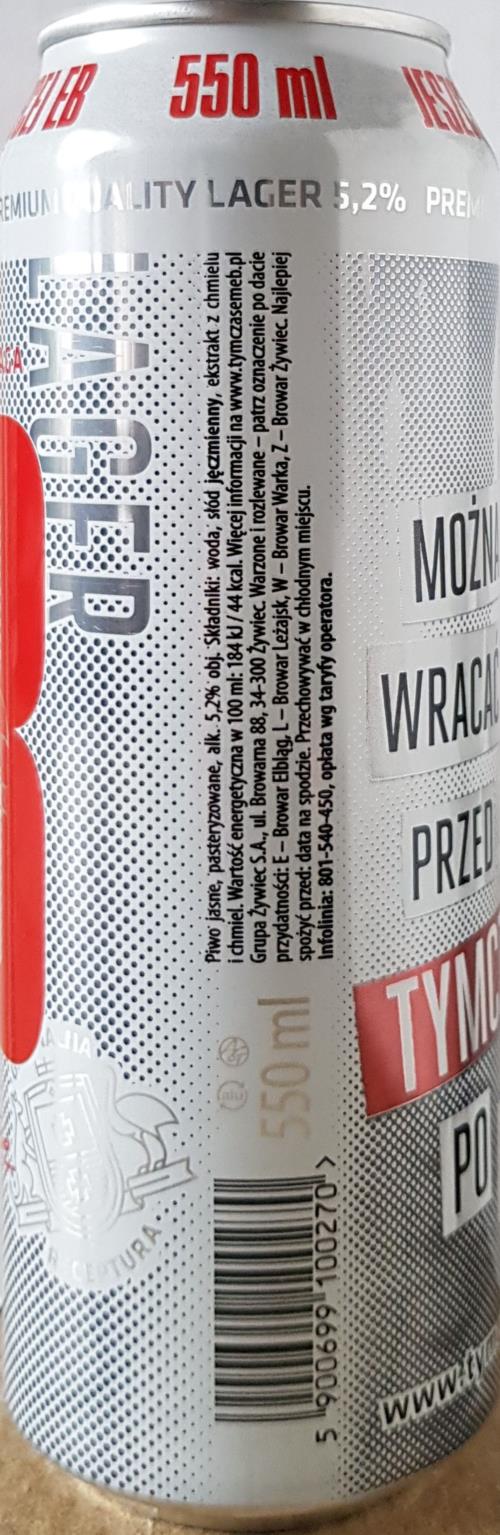 EJ EB
550 ml
JESZ
PREMIUM QUALITY LAGER 5,2% PREM
LAGER
Piwo jasne, pasteryzowane, alk. 5,2% obj. Składniki: woda, słód jęczmienny, ekstrakt z chmielu
i chmiel. Wartość energetyczna w 100 ml: 184 kJ / 44 kcal. Więcej informacji na www.tymczasemeb.pl
Grupa Żywiec S.A., ul. Browarna 88, 34-300 Żywiec. Warzone i rozlewane – patrz oznaczenie po dacie
przydatności: E – Browar Elbląg, L – Browar Leżajsk, W – Browar Warka, Z – Browar Żywiec. Najlepiej
spożyć przed: data na spodzie. Przechowywać w chłodnym miejscu.
Infolinia: 801-540-450, opłata wg taryfy operatora.
550 ml
5 900699 100270 >
RECEPTURA
MOŻNA
WRACAĆ
PRZED
TYMC
PO
www.tym